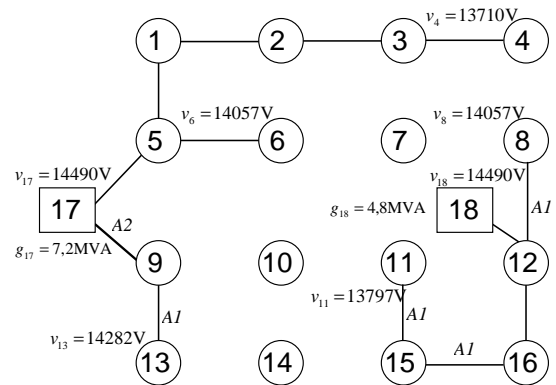 v₄ = 13710V
1
2
3
4
v₆ = 14057V
v₈ = 14057V
5
6
7
8
v₁₇ = 14490V
v₁₈ = 14490V
17
A2
g₁₈ = 4,8MVA
18
A1
g₁₇ = 7,2MVA
9
10
11
12
v₁₁ = 13797V
A1
A1
v₁₃ = 14282V
A1
13
14
15
16